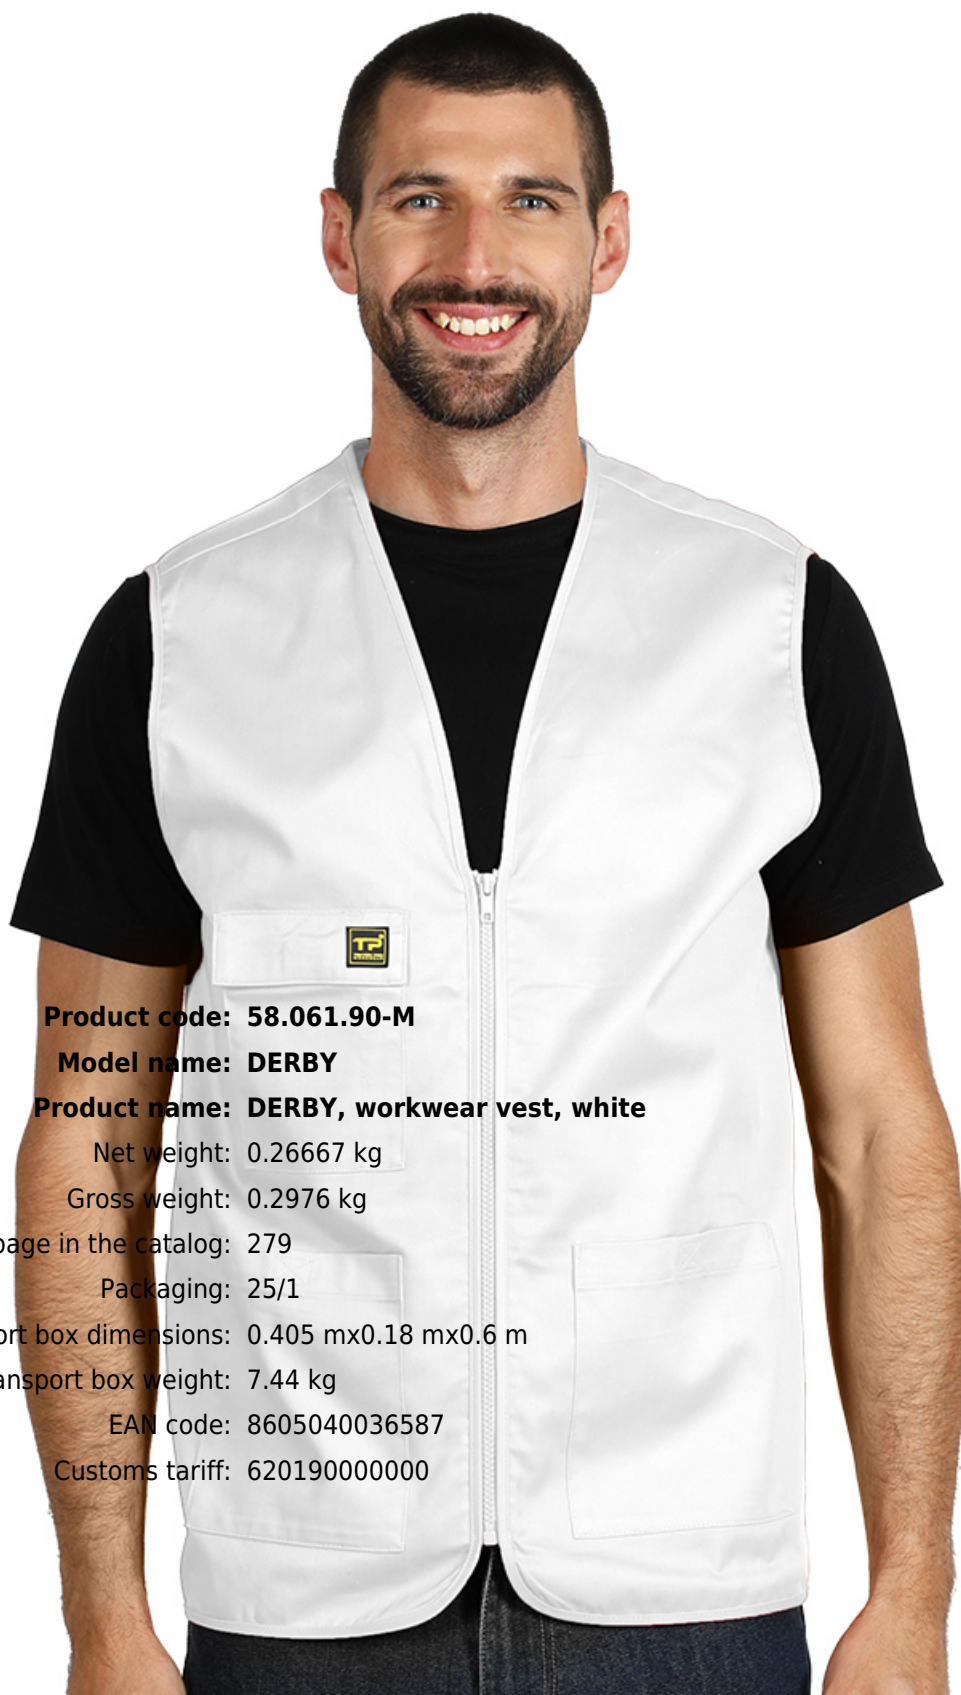 TP
Product code: 58.061.90-M
Model name: DERBY
Product name: DERBY, workwear vest, white
Net weight: 0.26667 kg
Gross weight: 0.2976 kg
page in the catalog: 279
Packaging: 25/1
ort box dimensions: 0.405 mx0.18 mx0.6 m
ansport box weight: 7.44 kg
EAN code: 8605040036587
Customs tariff: 620190000000